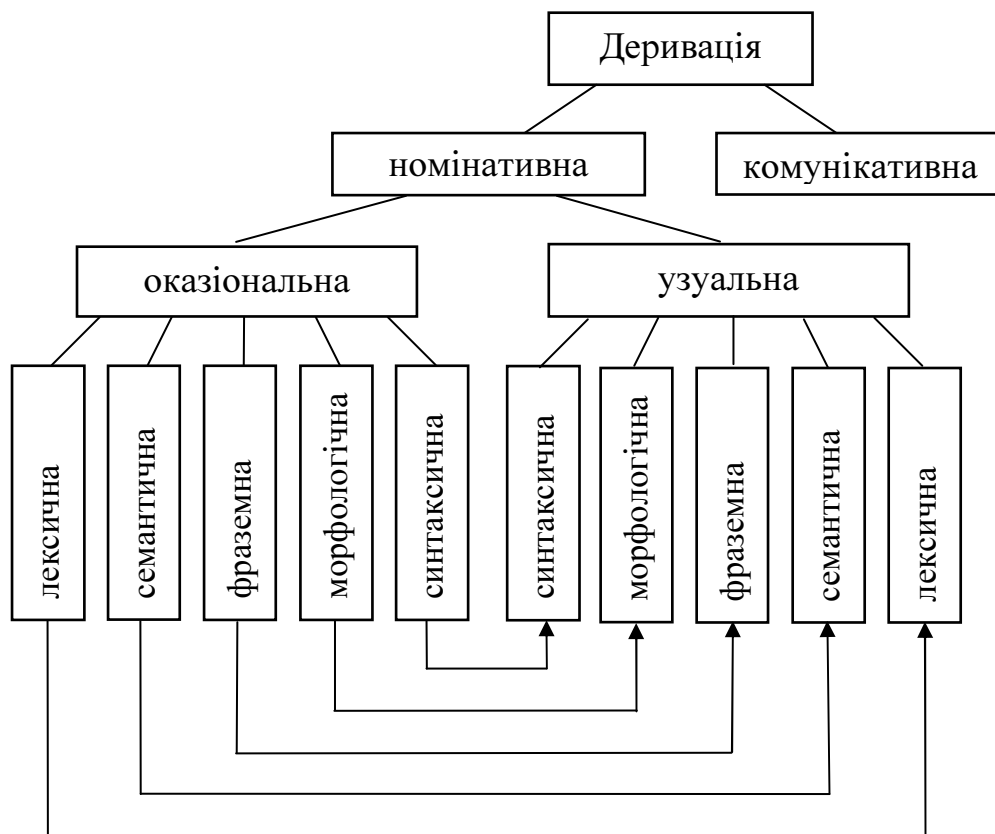 Деривація
номінативна
комунікативна
оказіональна
узуальна
лексична
семантична
фраземна
морфологічна
синтаксична
синтаксична
морфологічна
фраземна
семантична
лексична